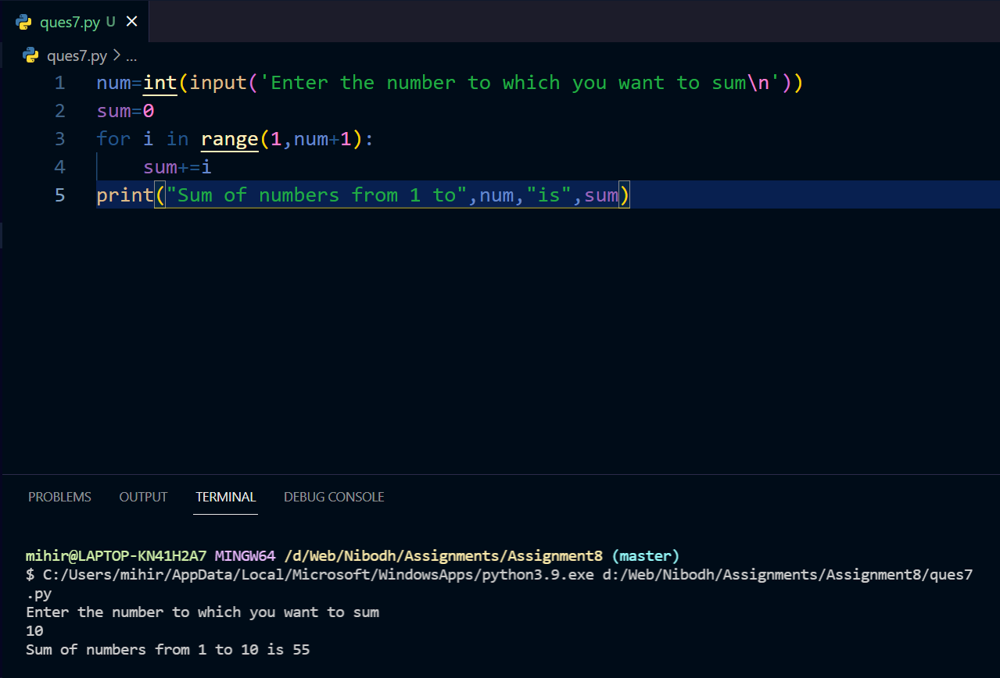 ques7.py U ×
ques7.py > ...
1 num=int(input('Enter the number to which you want to sum\n'))
2 sum=0
3 for i in range(1,num+1):
4     sum+=i
5 print("Sum of numbers from 1 to",num,"is",sum)
PROBLEMS OUTPUT TERMINAL DEBUG CONSOLE
mihir@LAPTOP-KN41H2A7 MINGW64 /d/Web/Nibodh/Assignments/Assignment8 (master)
$ C:/Users/mihir/AppData/Local/Microsoft/WindowsApps/python3.9.exe d:/Web/Nibodh/Assignments/Assignment8/ques7
.py
Enter the number to which you want to sum
10
Sum of numbers from 1 to 10 is 55